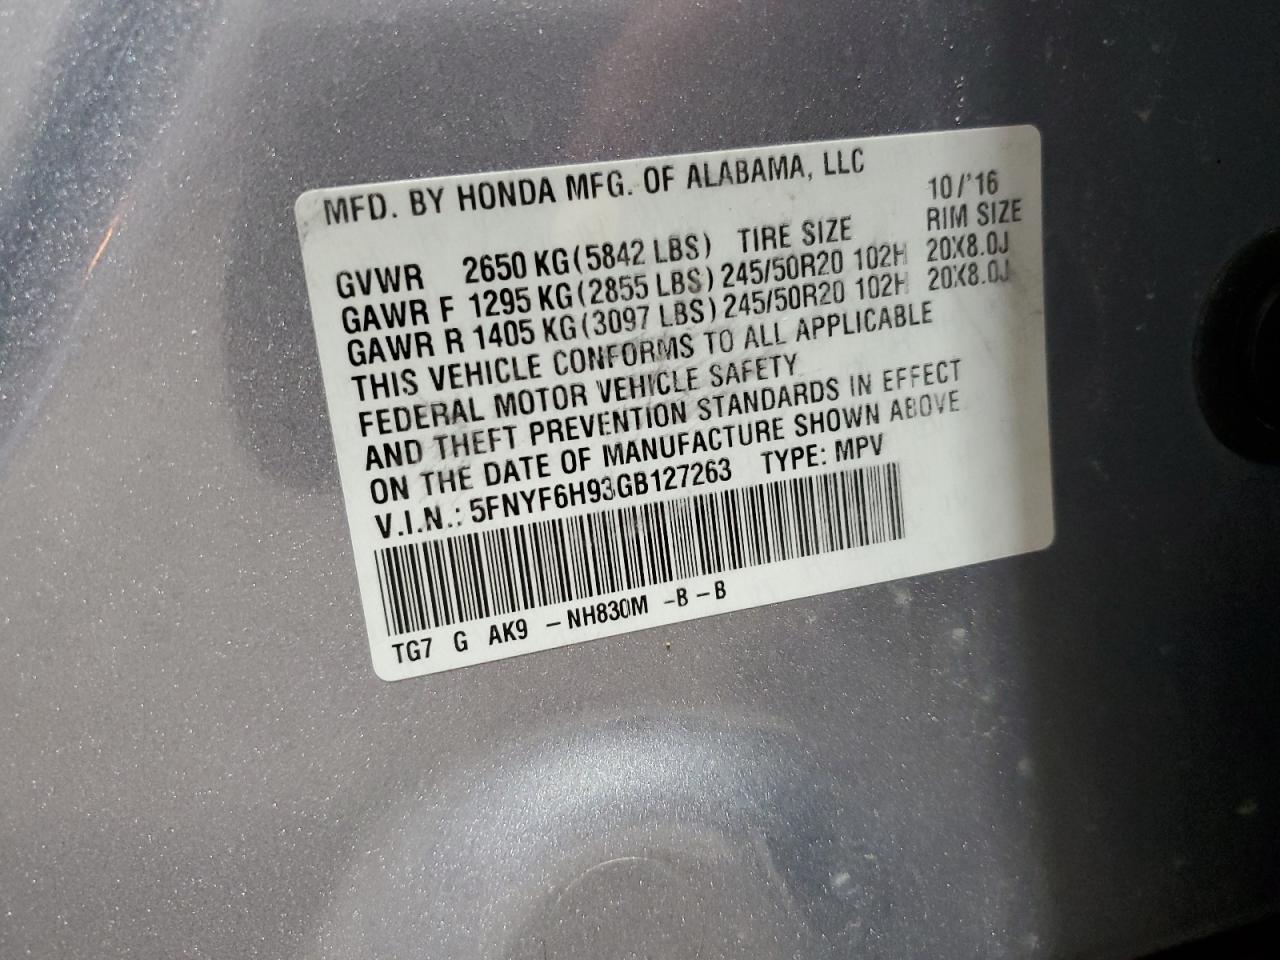 MFD. BY HONDA MFG. OF ALABAMA, LLC
10/'16
GVWR 2650 KG(5842 LBS) TIRE SIZE RIM SIZE
GAWR F 1295 KG(2855 LBS) 245/50R20 102H 20X8.0J
GAWR R 1405 KG(3097 LBS) 245/50R20 102H 20X8.0J
THIS VEHICLE CONFORMS TO ALL APPLICABLE
FEDERAL MOTOR VEHICLE SAFETY
AND THEFT PREVENTION STANDARDS IN EFFECT
ON THE DATE OF MANUFACTURE SHOWN ABOVE.
V.I.N.: 5FNYF6H93GB127263 TYPE: MPV
TG7 G AK9 - NH830M -B - B